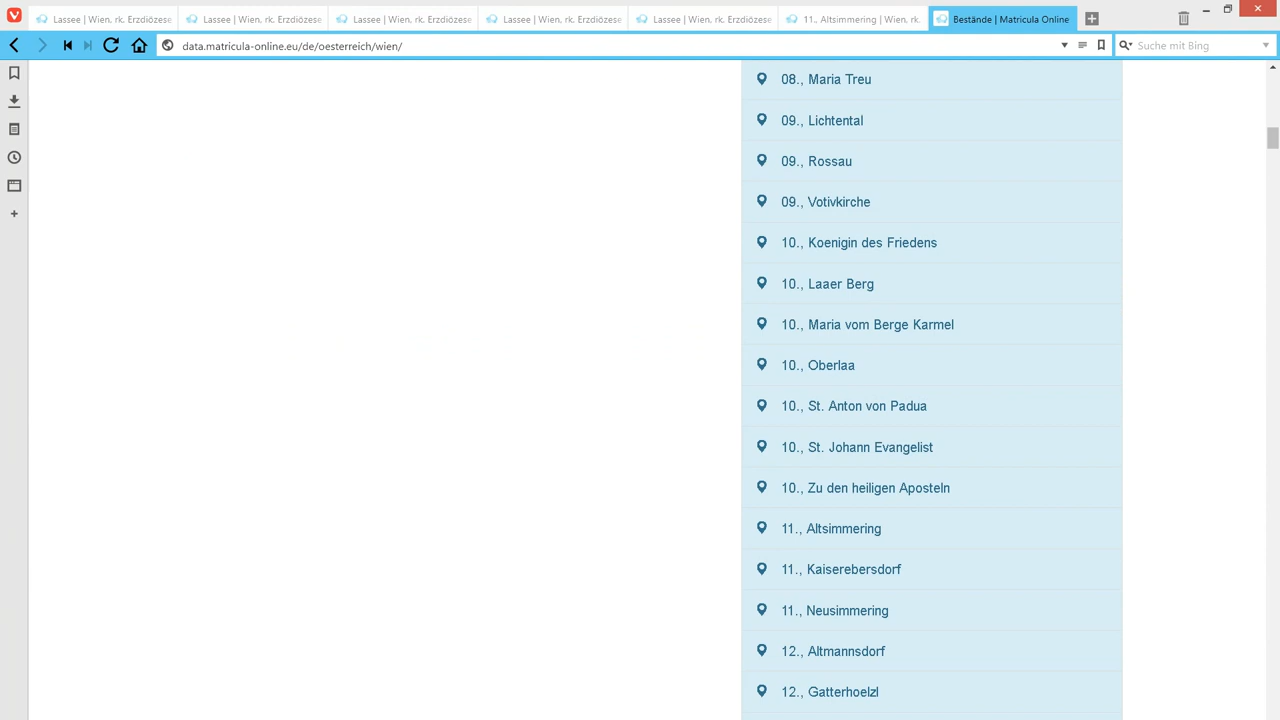 Lassee | Wien, rk. Erzdiözese
Lassee | Wien, rk. Erzdiözese
Lassee | Wien, rk. Erzdiözese
Lassee | Wien, rk. Erzdiözese
Lassee | Wien, rk. Erzdiözese
11., Altsimmering | Wien, rk.
Bestände | Matricula Online
data.matricula-online.eu/de/oesterreich/wien/
Suche mit Bing
08., Maria Treu
09., Lichtental
09., Rossau
09., Votivkirche
10., Koenigin des Friedens
10., Laaer Berg
10., Maria vom Berge Karmel
10., Oberlaa
10., St. Anton von Padua
10., St. Johann Evangelist
10., Zu den heiligen Aposteln
11., Altsimmering
11., Kaiserebersdorf
11., Neusimmering
12., Altmannsdorf
12., Gatterhoelzl